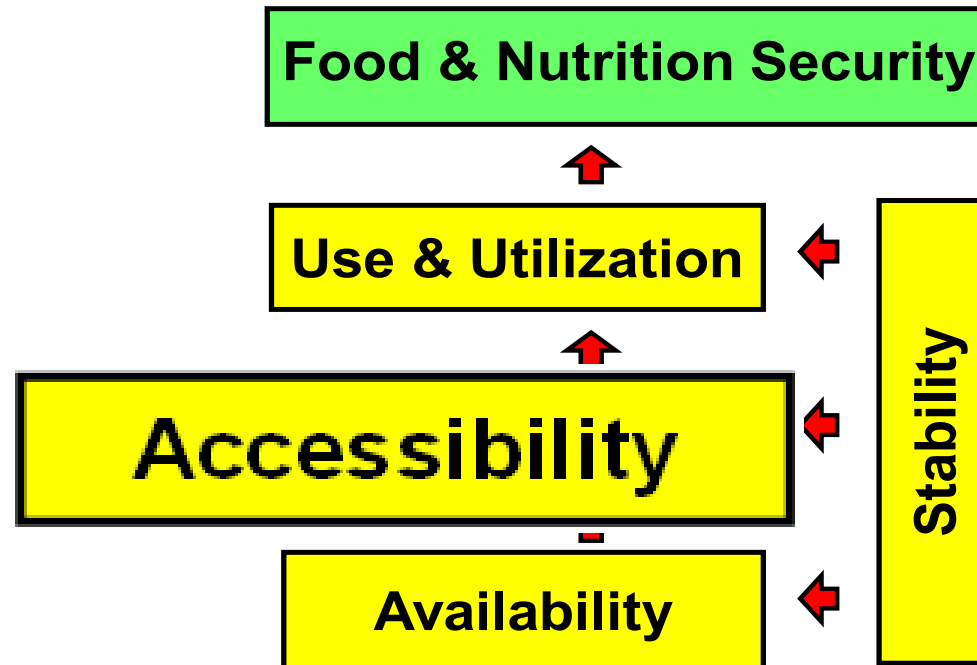 Food & Nutrition Security
Use & Utilization
Accessibility
Stability
Availability